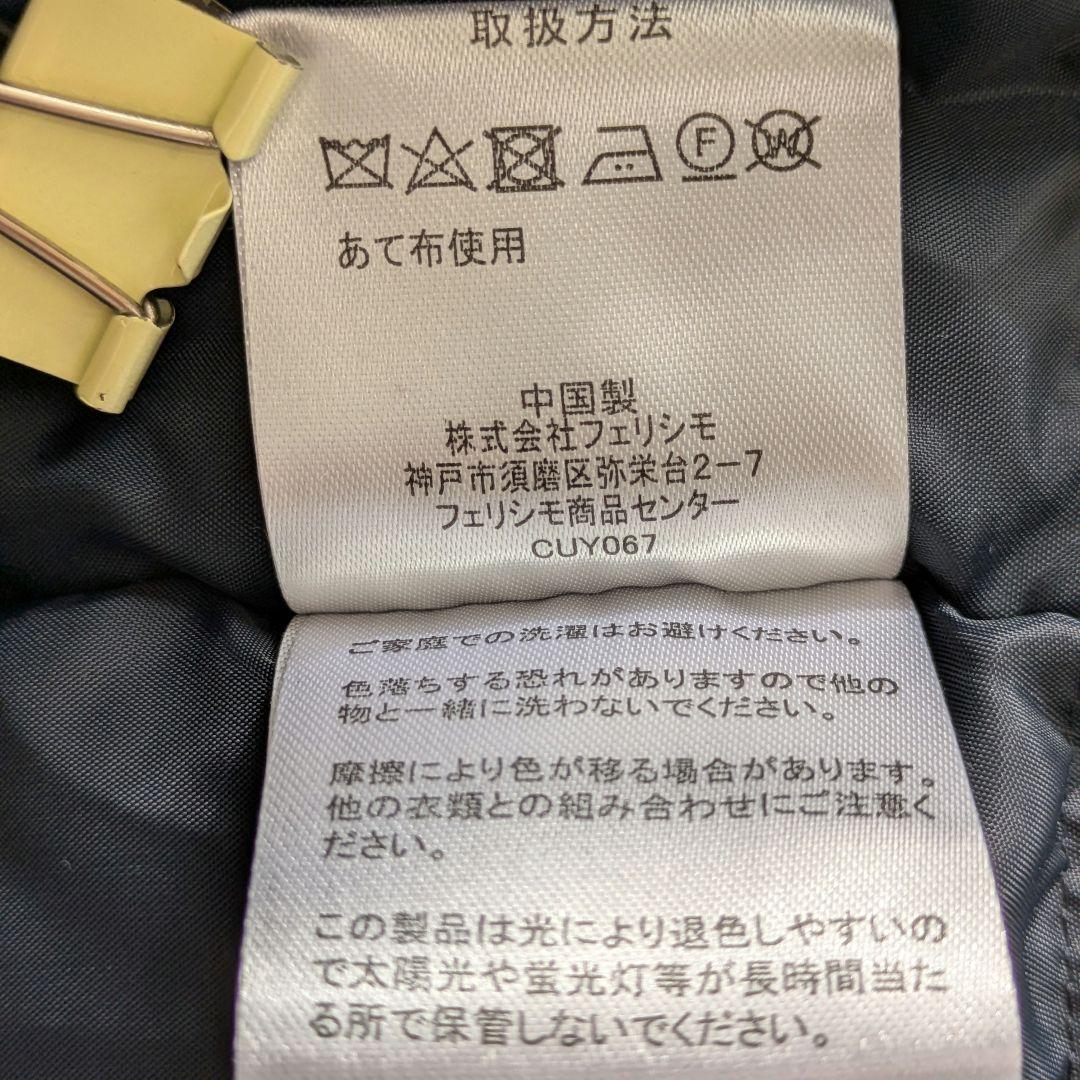 取扱方法
F W
あて布使用
中国製
株式会社フェリシモ
神戸市須磨区弥栄台2-7
フェリシモ商品センター
CUY067
ご家庭での洗濯はお避けください。
色落ちする恐れがありますので他の
物と一緒に洗わないでください。
摩擦により色が移る場合があります。
他の衣類との組み合わせにご注意く
ださい。
この製品は光により退色しやすいの
で太陽光や蛍光灯等が長時間当た
る所で保管しないでください。